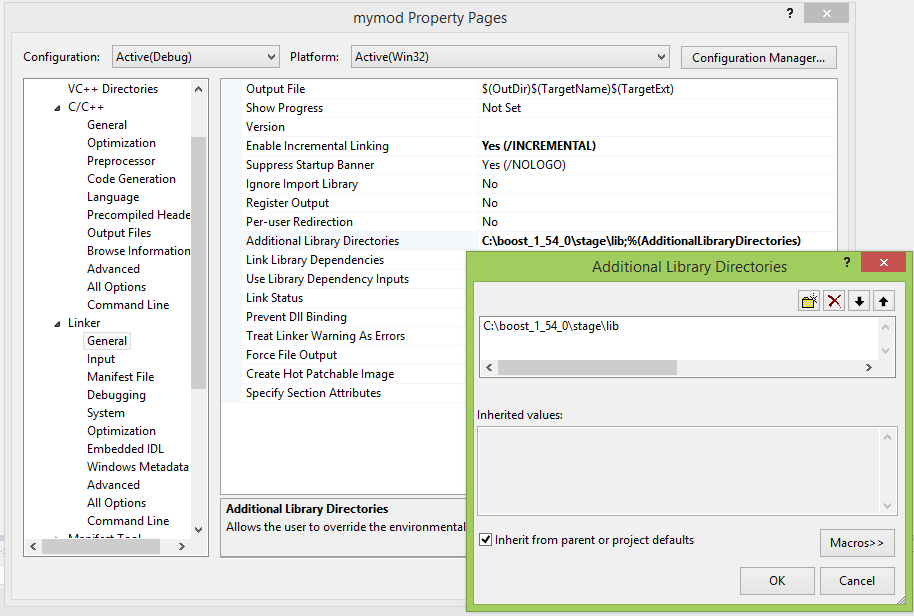 mymod Property Pages
? ×
Configuration: Active(Debug) Platform: Active(Win32) Configuration Manager...
VC++ Directories
C/C++
General
Optimization
Preprocessor
Code Generation
Language
Precompiled Heade
Output Files
Browse Information
Advanced
All Options
Command Line
Linker
General
Input
Manifest File
Debugging
System
Optimization
Embedded IDL
Windows Metadata
Advanced
All Options
Command Line
Manifest Tool
Output File $(OutDir)$(TargetName)$(TargetExt)
Show Progress Not Set
Version
Enable Incremental Linking Yes (/INCREMENTAL)
Suppress Startup Banner Yes (/NOLOGO)
Ignore Import Library No
Register Output No
Per-user Redirection No
Additional Library Directories C:\boost_1_54_0\stage\lib;%(AdditionalLibraryDirectories)
Link Library Dependencies
Use Library Dependency Inputs
Link Status
Prevent Dll Binding
Treat Linker Warning As Errors
Force File Output
Create Hot Patchable Image
Specify Section Attributes
Additional Library Directories
Allows the user to override the environmental
Additional Library Directories
? ×
C:\boost_1_54_0\stage\lib
Inherited values:
Inherit from parent or project defaults
Macros>>
OK Cancel